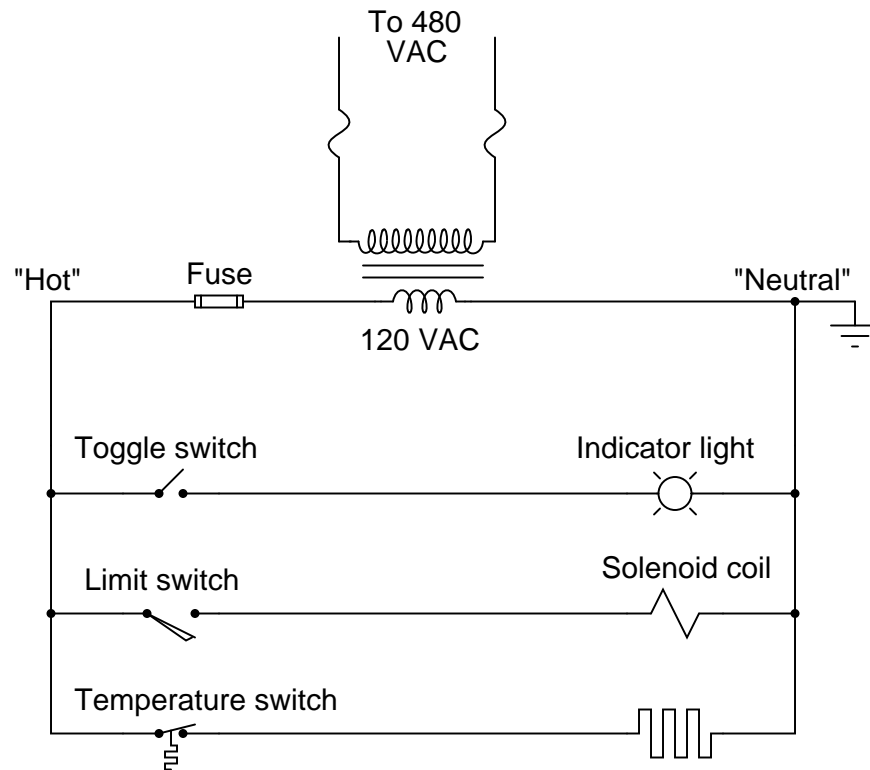 To 480
VAC
"Hot"
Fuse
"Neutral"
120 VAC
Toggle switch
Indicator light
Limit switch
Solenoid coil
Temperature switch